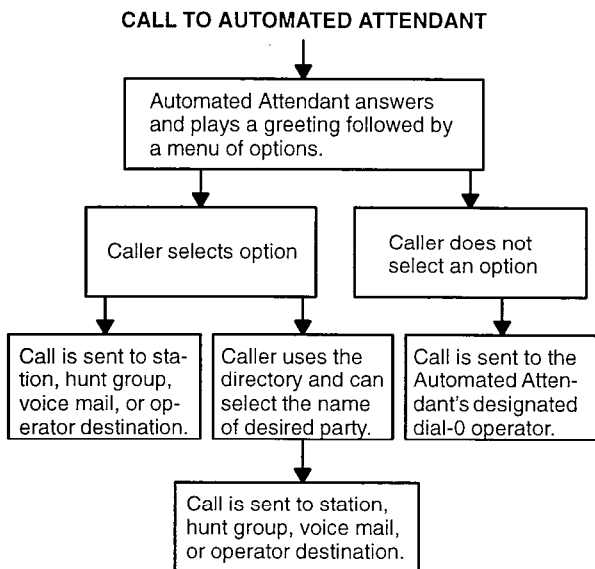 CALL TO AUTOMATED ATTENDANT
Automated Attendant answers
and plays a greeting followed by
a menu of options.
Caller selects option
Caller does not
select an option
Call is sent to sta-
tion, hunt group,
voice mail, or op-
erator destination.
Caller uses the
directory and can
select the name
of desired party.
Call is sent to the
Automated Atten-
dant's designated
dial-0 operator.
Call is sent to station,
hunt group, voice mail,
or operator destination.